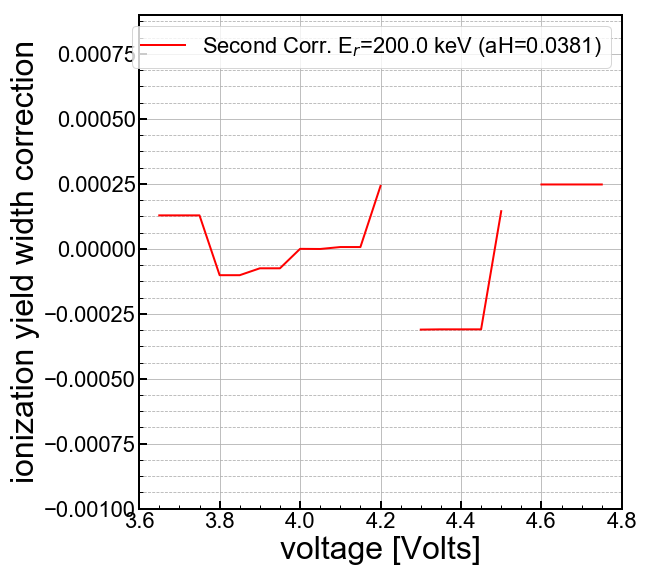 Second Corr. E_r=200.0 keV (aH=0.0381)
ionization yield width correction
0.00075
0.00050
0.00025
0.00000
−0.00025
−0.00050
−0.00075
−0.00100
3.6 3.8 4.0 4.2 4.4 4.6 4.8
voltage [Volts]